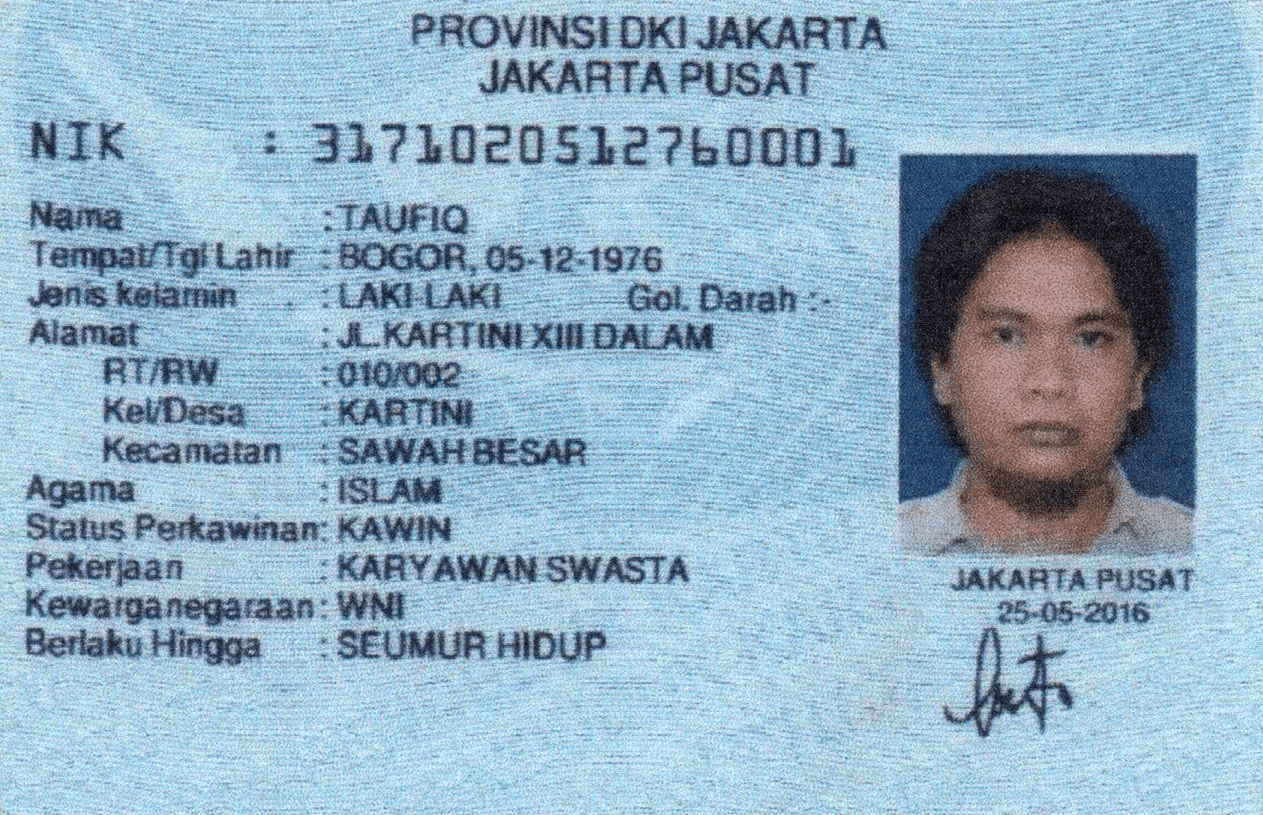 PROVINSI DKI JAKARTA
JAKARTA PUSAT
NIK : 3171020512760001
Nama : TAUFIQ
Tempat/Tgl Lahir : BOGOR, 05-12-1976
Jenis kelamin : LAKI-LAKI Gol. Darah :-
Alamat : JL.KARTINI XIII DALAM
RT/RW : 010/002
Kel/Desa : KARTINI
Kecamatan : SAWAH BESAR
Agama : ISLAM
Status Perkawinan: KAWIN
Pekerjaan : KARYAWAN SWASTA
Kewarganegaraan: WNI
Berlaku Hingga : SEUMUR HIDUP
JAKARTA PUSAT
25-05-2016